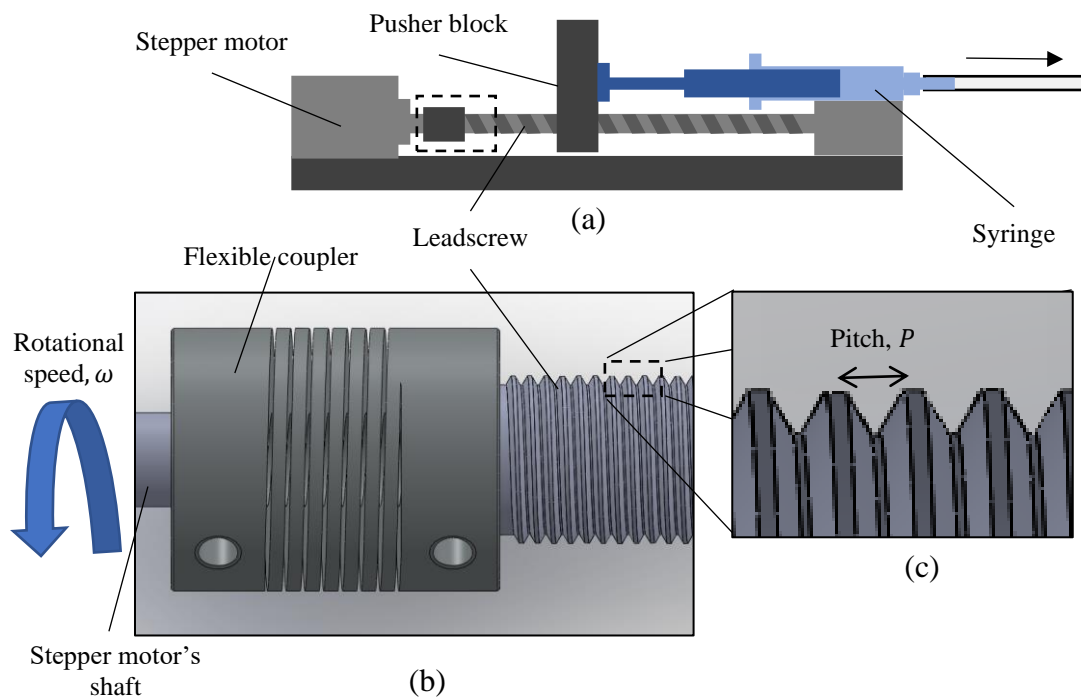 Stepper motor
Pusher block
(a)
Syringe
Leadscrew
Flexible coupler
Rotational
speed, ω
Pitch, P
(c)
Stepper motor’s
shaft
(b)